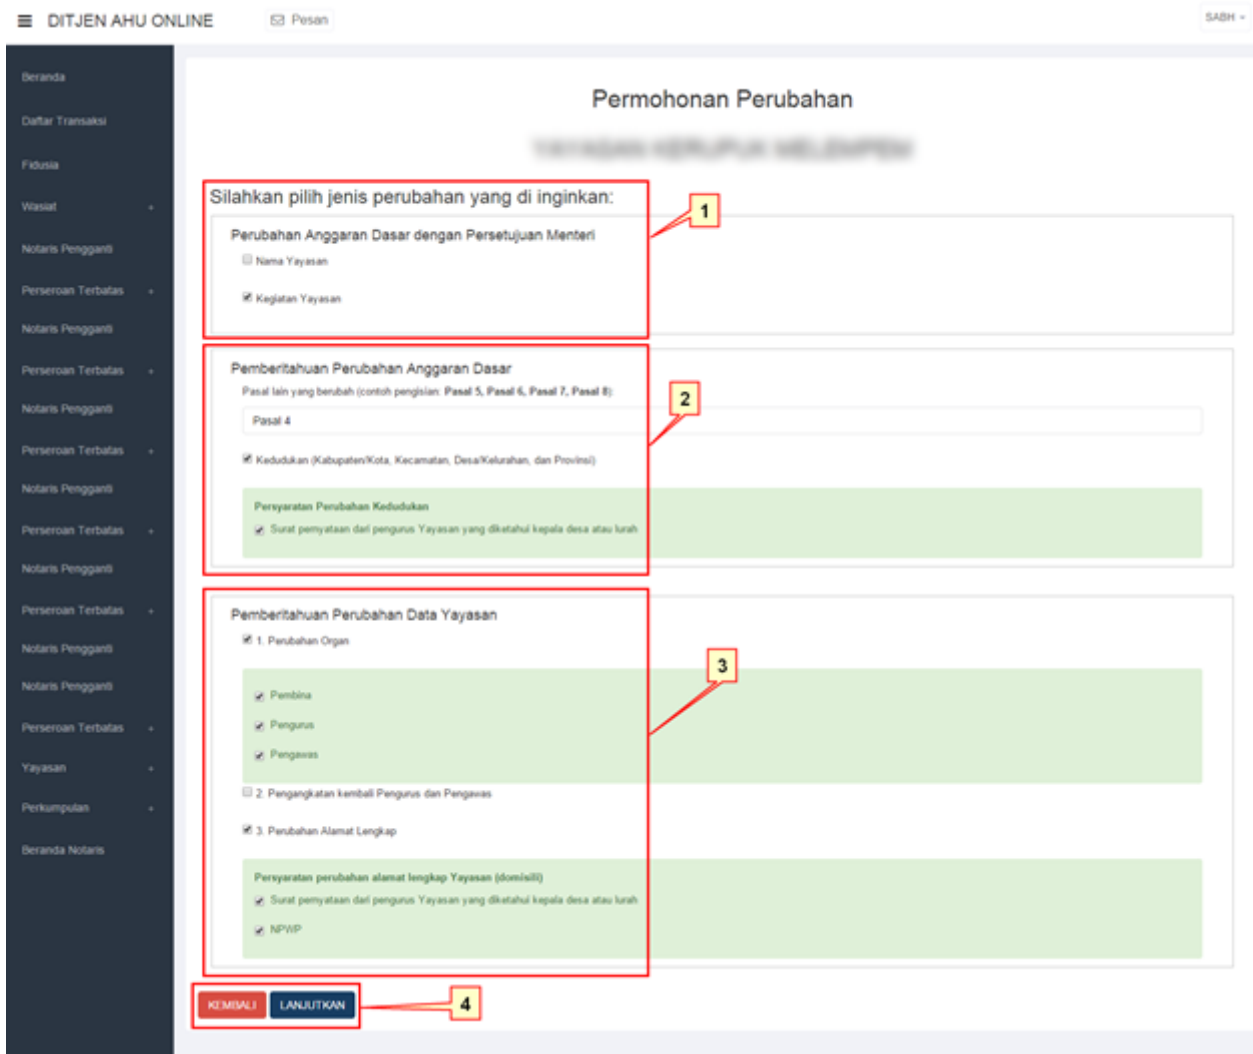 DITJEN AHU ONLINE
Pesan
SABH
Beranda
Daftar Transaksi
Fidusia
Wasiat +
Notaris Pengganti
Perseroan Terbatas +
Notaris Pengganti
Perseroan Terbatas +
Notaris Pengganti
Perseroan Terbatas +
Notaris Pengganti
Perseroan Terbatas +
Notaris Pengganti
Perseroan Terbatas +
Notaris Pengganti
Notaris Pengganti
Perseroan Terbatas +
Yayasan +
Perkumpulan +
Beranda Notaris
Permohonan Perubahan
YAYASAN KERUPUK MELEMPEM
Silahkan pilih jenis perubahan yang di inginkan:
1
Perubahan Anggaran Dasar dengan Persetujuan Menteri
Nama Yayasan
Kegiatan Yayasan
Pemberitahuan Perubahan Anggaran Dasar
Pasal lain yang berubah (contoh pengisian: Pasal 5, Pasal 6, Pasal 7, Pasal 8):
2
Pasal 4
Kedudukan (Kabupaten/Kota, Kecamatan, Desa/Kelurahan, dan Provinsi)
Persyaratan Perubahan Kedudukan
Surat pernyataan dari pengurus Yayasan yang diketahui kepala desa atau lurah
Pemberitahuan Perubahan Data Yayasan
1. Perubahan Organ
3
Pembina
Pengurus
Pengawas
2. Pengangkatan kembali Pengurus dan Pengawas
3. Perubahan Alamat Lengkap
Persyaratan perubahan alamat lengkap Yayasan (domisili)
Surat pernyataan dari pengurus Yayasan yang diketahui kepala desa atau lurah
NPWP
KEMBALI LANJUTKAN
4